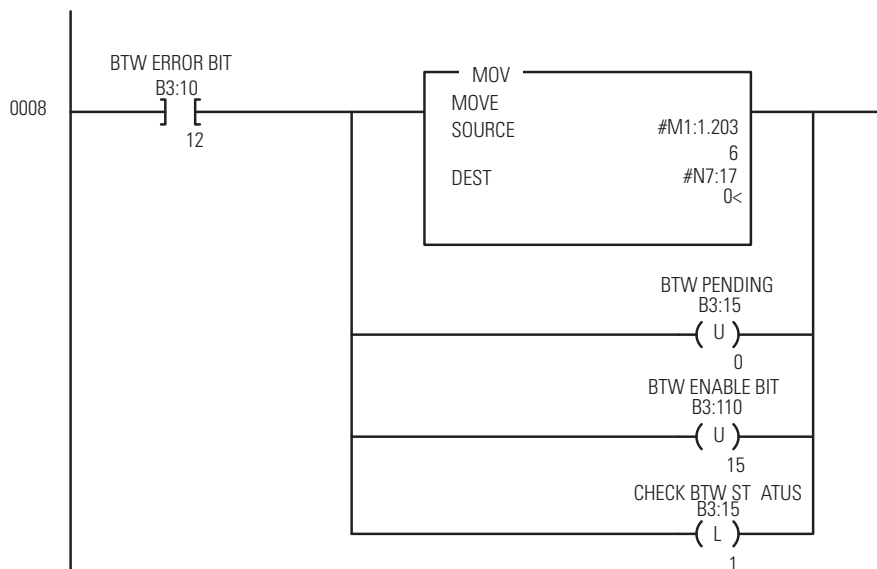 BTW ERROR BIT
B3:10
0008
12
MOV
MOVE
SOURCE #M1:1.203
6
DEST #N7:17
0<
BTW PENDING
B3:15
U
0
BTW ENABLE BIT
B3:110
U
15
CHECK BTW ST ATUS
B3:15
L
1